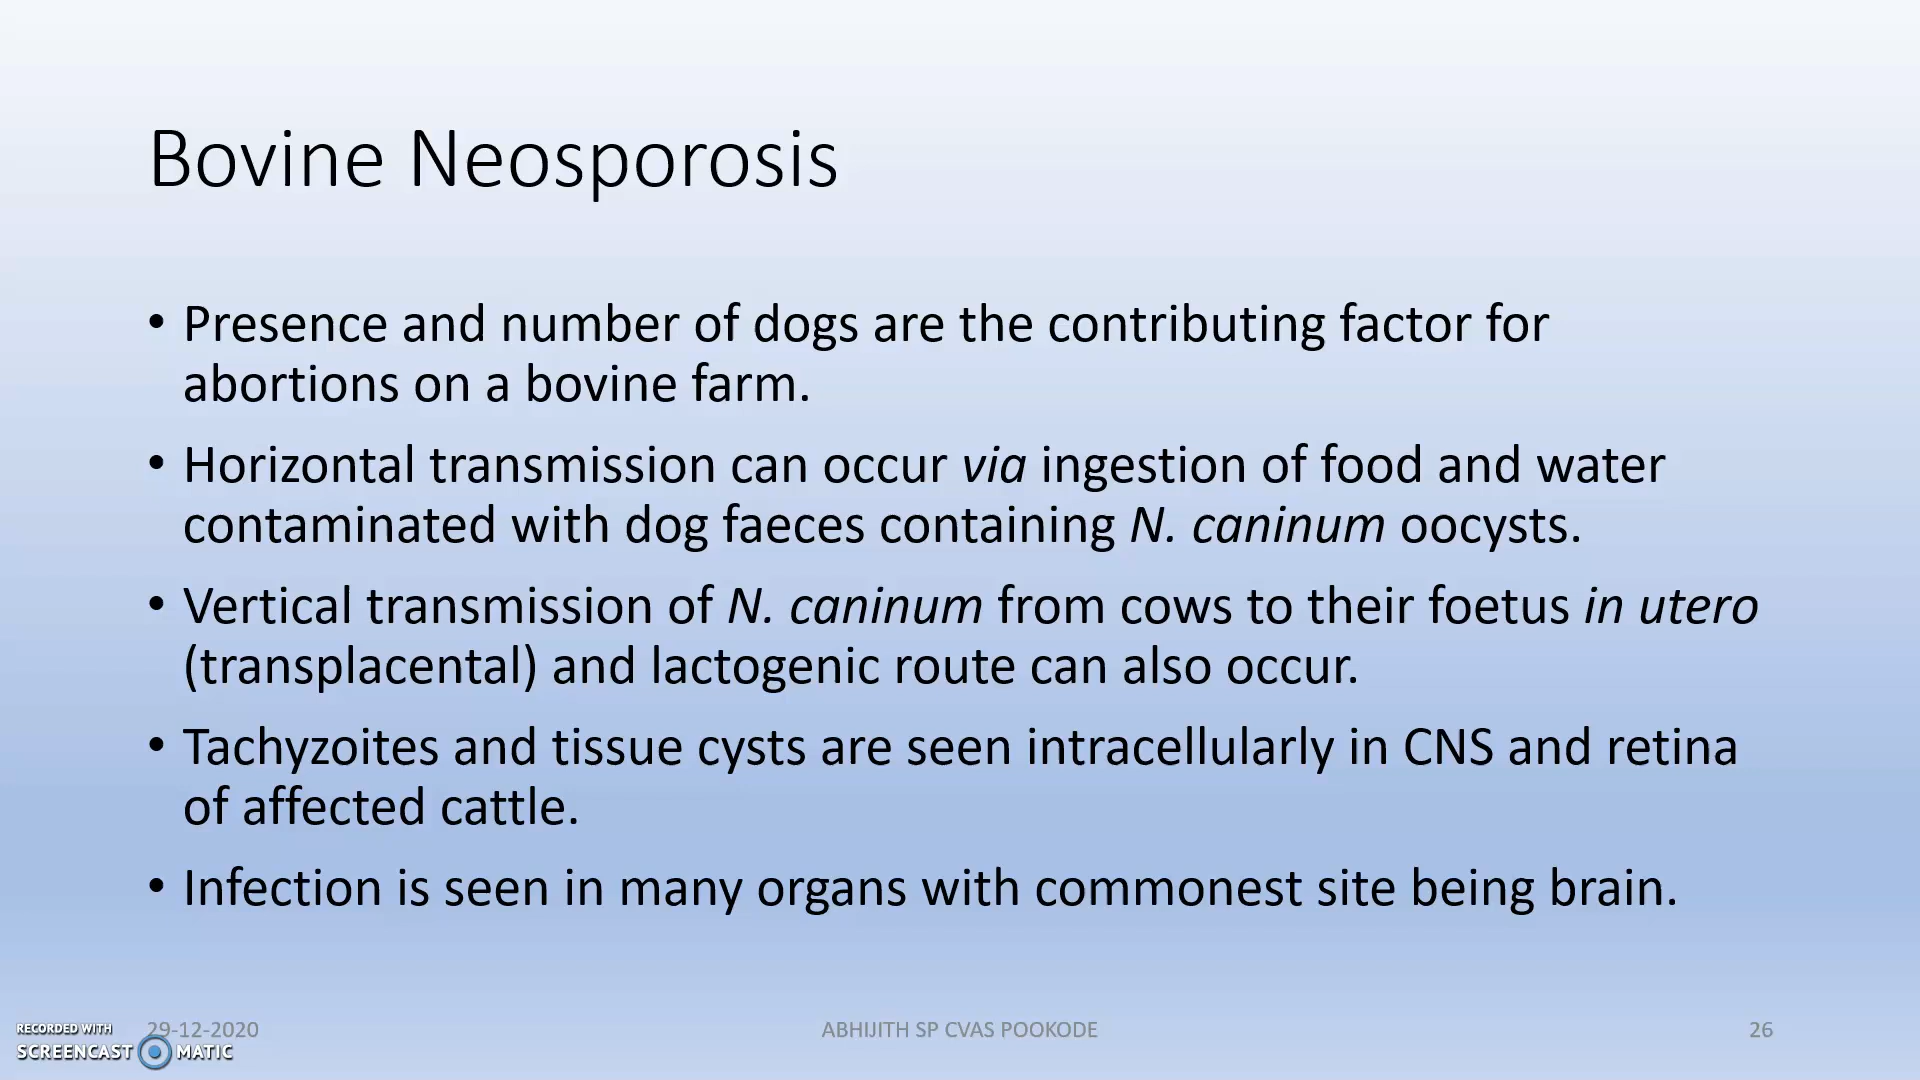 Bovine Neosporosis
• Presence and number of dogs are the contributing factor for
abortions on a bovine farm.
• Horizontal transmission can occur via ingestion of food and water
contaminated with dog faeces containing N. caninum oocysts.
• Vertical transmission of N. caninum from cows to their foetus in utero
(transplacental) and lactogenic route can also occur.
• Tachyzoites and tissue cysts are seen intracellularly in CNS and retina
of affected cattle.
• Infection is seen in many organs with commonest site being brain.
29-12-2020
ABHIJITH SP CVAS POOKODE
26
RECORDED WITH
SCREENCAST MATIC